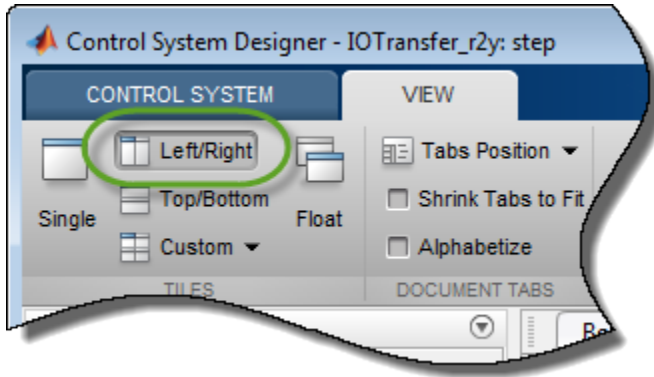 Control System Designer - IOTransfer_r2y: step
CONTROL SYSTEM VIEW
Left/Right Tabs Position
Single Top/Bottom Float Shrink Tabs to Fit
Custom Alphabetize
TILES DOCUMENT TABS